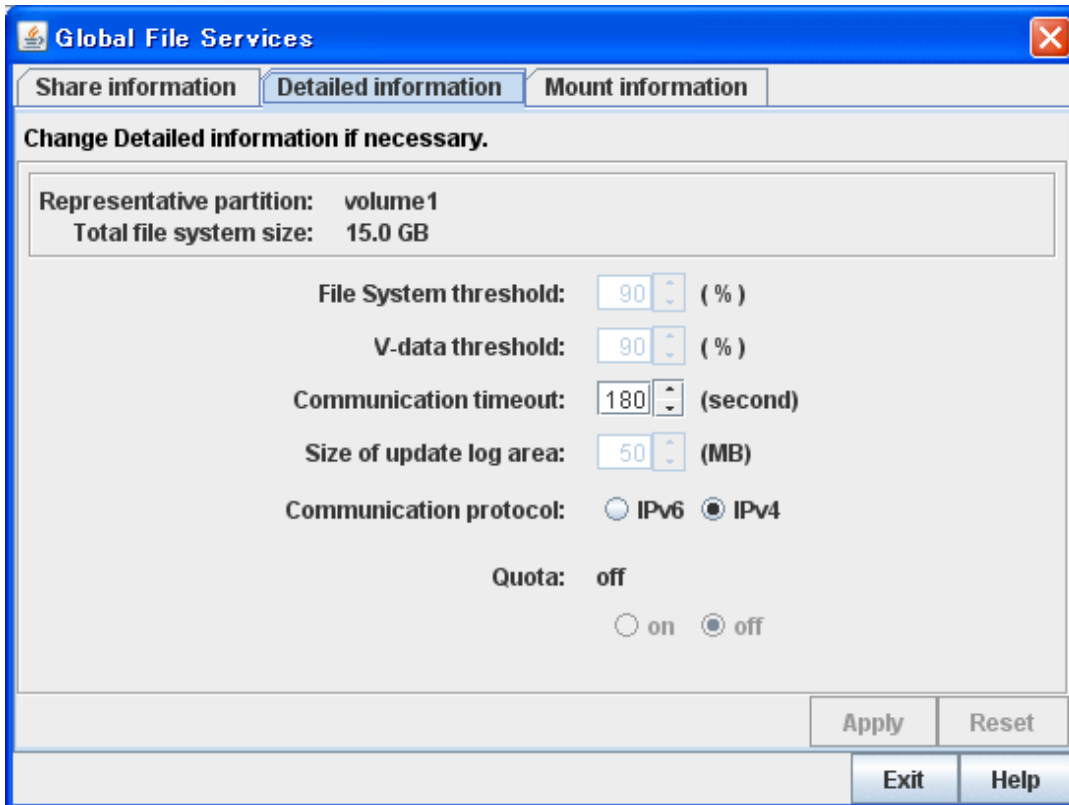 Global File Services
Share information Detailed information Mount information
Change Detailed information if necessary.
Representative partition: volume1
Total file system size: 15.0 GB
File System threshold: 90 ( % )
V-data threshold: 90 ( % )
Communication timeout: 180 (second)
Size of update log area: 50 (MB)
Communication protocol: IPv6 IPv4
Quota: off
on off
Apply Reset
Exit Help